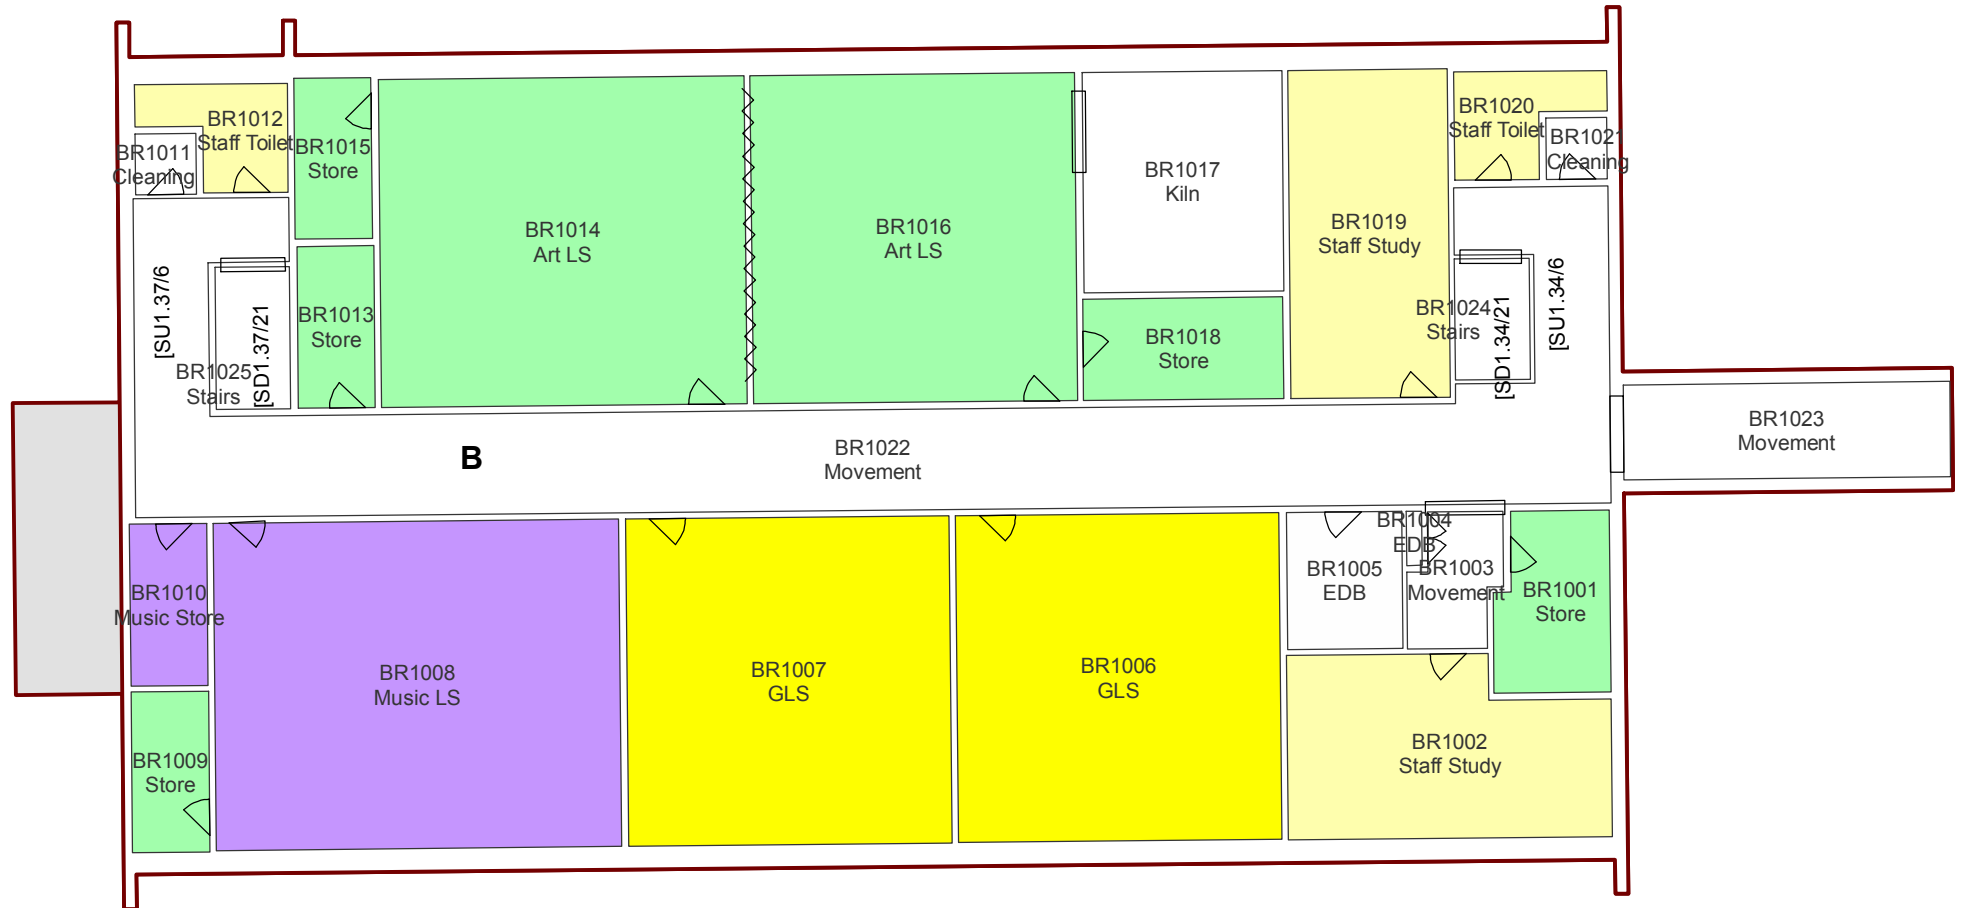 BR1012
Staff Toilet
BR1011
Cleaning
BR1015
Store
BR1014
Art LS
BR1016
Art LS
BR1017
Kiln
BR1019
Staff Study
BR1020
Staff Toilet
BR1021
Cleaning
[SU1.37/6
[SD1.37/21
BR1025
Stairs
BR1013
Store
BR1018
Store
BR1024
Stairs
[SD1.34/21
[SU1.34/6
B
BR1022
Movement
BR1023
Movement
BR1010
Music Store
BR1009
Store
BR1008
Music LS
BR1007
GLS
BR1006
GLS
BR1005
EDB
BR1004
EDB
BR1003
Movement
BR1001
Store
BR1002
Staff Study